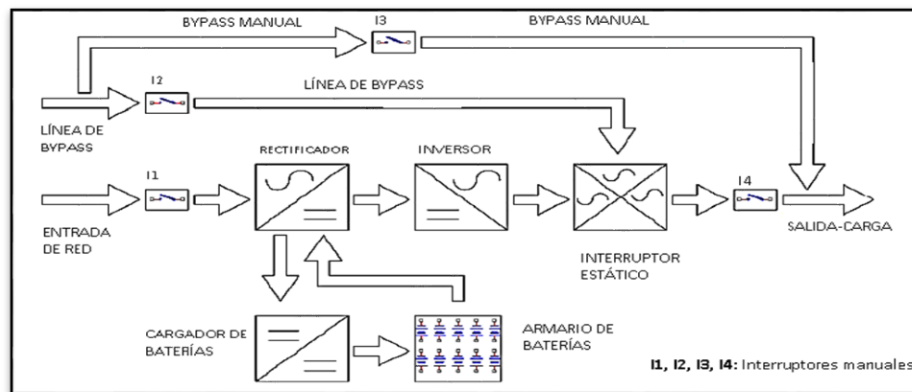 BYPASS MANUAL
I3
BYPASS MANUAL
I2
LÍNEA DE BYPASS
LÍNEA DE
BYPASS
I1
RECTIFICADOR
INVERSOR
I4
ENTRADA
DE RED
SALIDA-CARGA
INTERRUPTOR
ESTÁTICO
CARGADOR DE
BATERÍAS
ARMARIO DE
BATERÍAS
I1, I2, I3, I4: Interruptores manuales